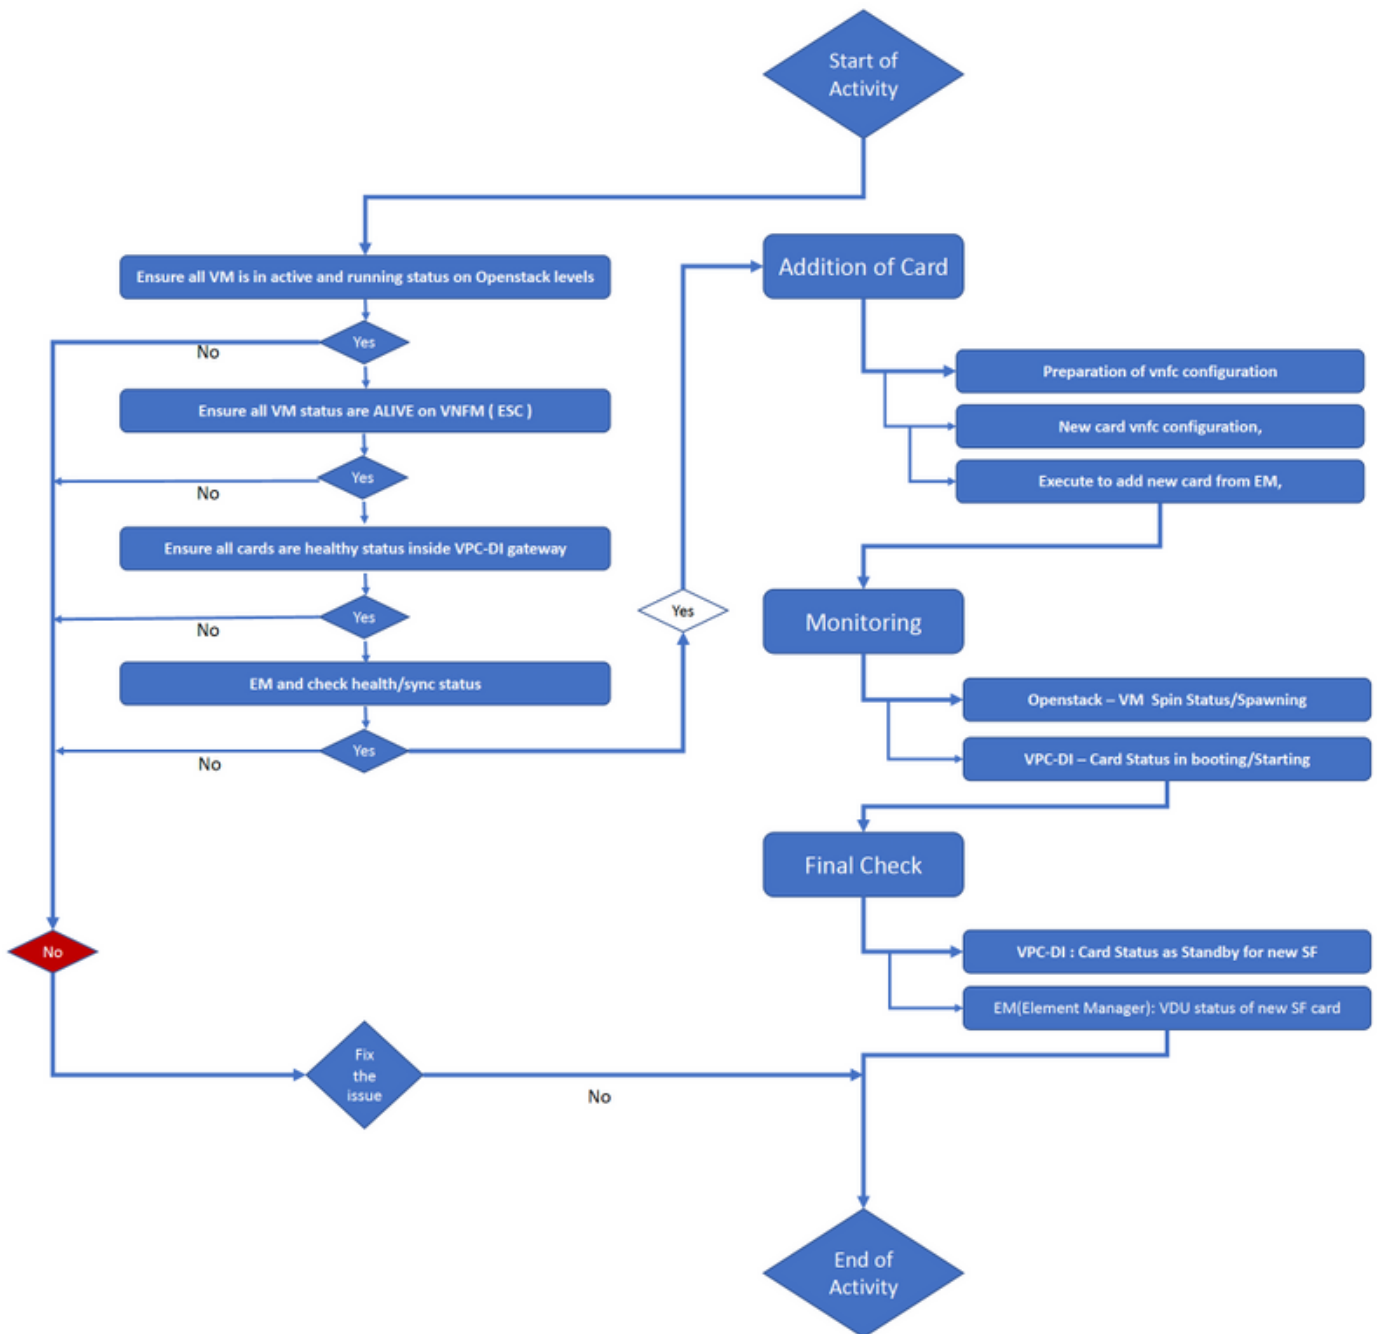 Start of
Activity
Ensure all VM is in active and running status on Openstack levels
Yes
No
Ensure all VM status are ALIVE on VNFM ( ESC )
Yes
No
Ensure all cards are healthy status inside VPC-DI gateway
Yes
No
EM and check health/sync status
Yes
No
Yes
Addition of Card
Preparation of vnfc configuration
New card vnfc configuration,
Execute to add new card from EM,
Monitoring
Openstack – VM  Spin Status/Spawning
VPC-DI – Card Status in booting/Starting
Final Check
VPC-DI : Card Status as Standby for new SF
EM(Element Manager): VDU status of new SF card
No
Fix
the
issue
No
End of
Activity